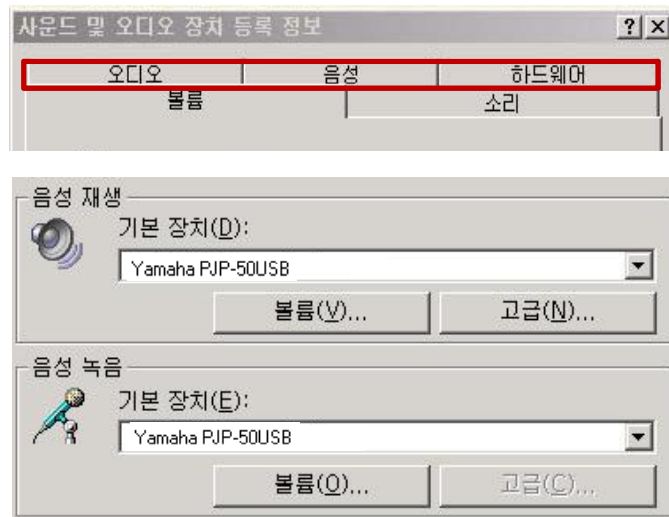 사운드 및 오디오 장치 등록 정보
오디오 음성 하드웨어
볼륨 소리
음성 재생
기본 장치(D):
Yamaha PJP-50USB
볼륨(V)... 고급(N)...
음성 녹음
기본 장치(E):
Yamaha PJP-50USB
볼륨(O)... 고급(C)...